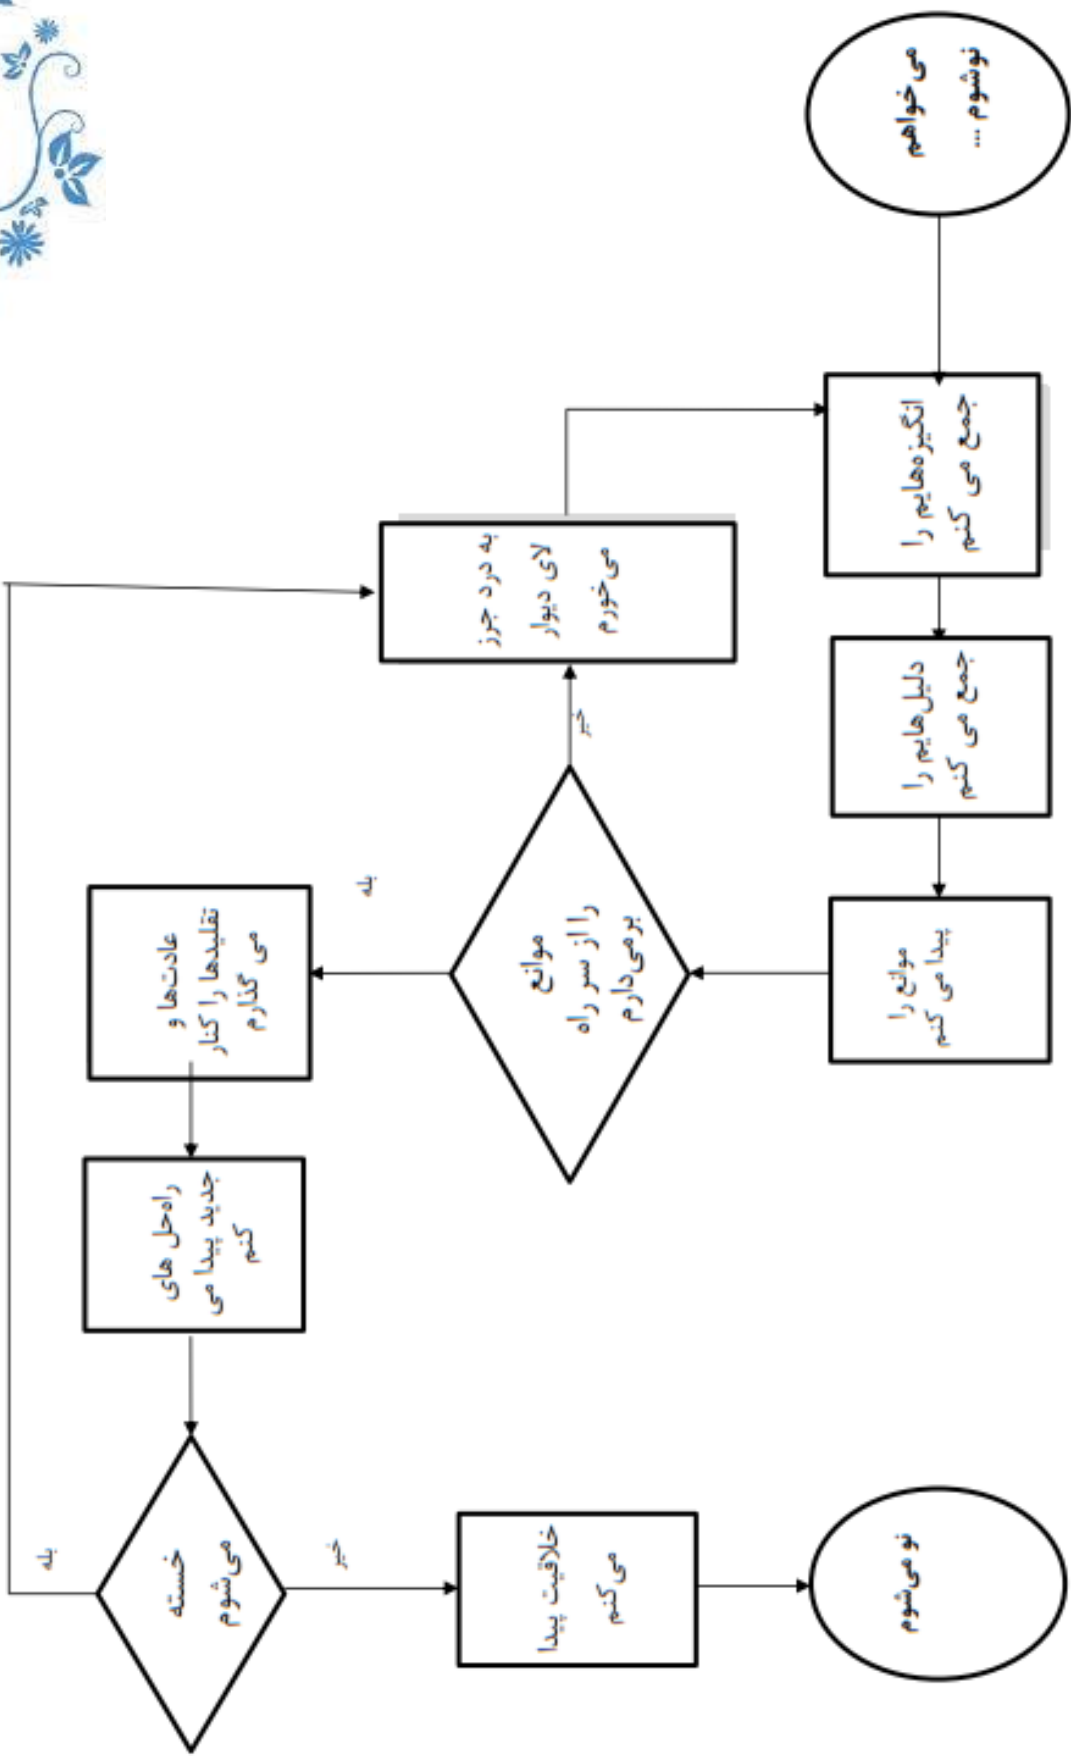 می‌خواهم
نوشوم ...
انگیزه‌هایم را
جمع می کنم
دلیل‌هایم را
جمع می کنم
موانع را
پیدا می کنم
موانع
را از سر راه
برمی‌دارم
خیر
به درد جرز
لای دیوار
می‌خورم
بله
عادت‌ها و
تقلیدها را کنار
می گذارم
راه‌حل های
جدید پیدا می
کنم
خسته
می‌شوم
بله
خیر
خلاقیت پیدا
می‌کنم
نو می‌شوم